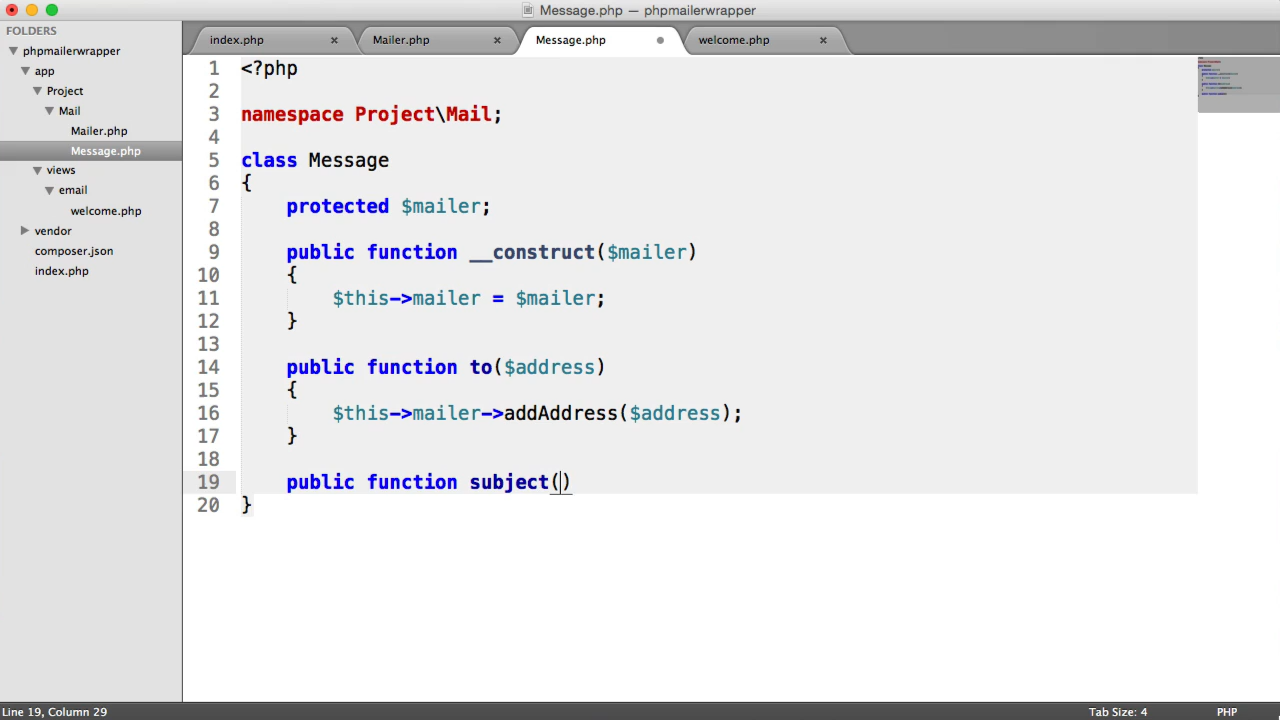 Message.php — phpmailerwrapper
FOLDERS
phpmailerwrapper
app
Project
Mail
Mailer.php
Message.php
views
email
welcome.php
vendor
composer.json
index.php
index.php × Mailer.php × Message.php welcome.php ×
1 <?php
2
3 namespace Project\Mail;
4
5 class Message
6 {
7     protected $mailer;
8
9     public function __construct($mailer)
10     {
11         $this->mailer = $mailer;
12     }
13
14     public function to($address)
15     {
16         $this->mailer->addAddress($address);
17     }
18
19     public function subject()
20 }
Line 19, Column 29 Tab Size: 4 PHP